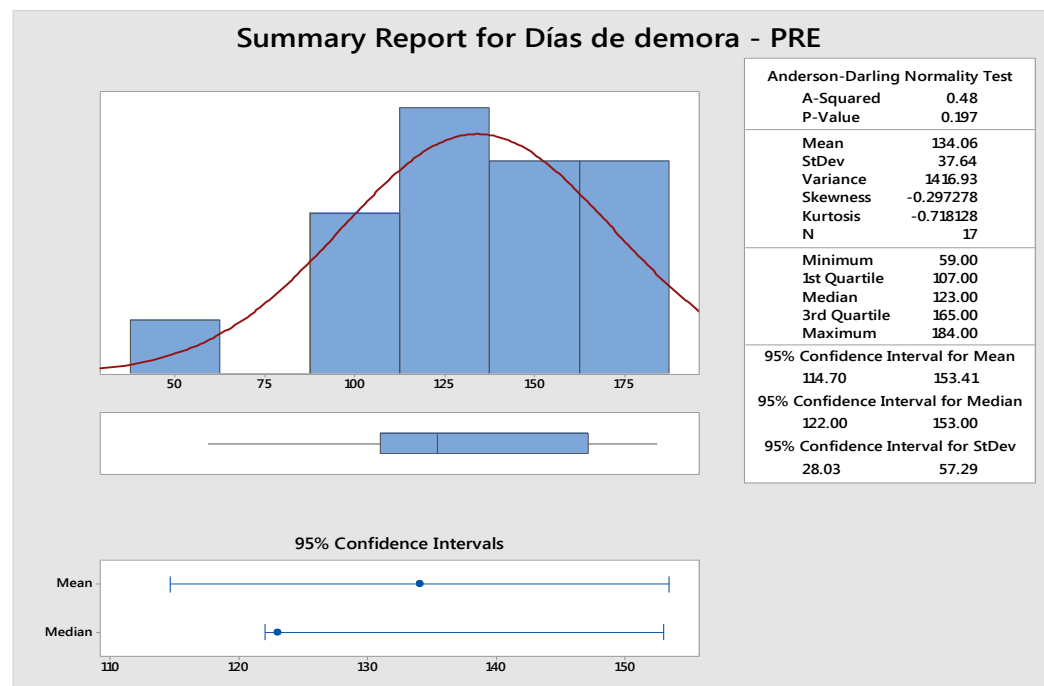 Summary Report for Días de demora - PRE
50 75 100 125 150 175
95% Confidence Intervals
Mean
Median
110 120 130 140 150
Anderson-Darling Normality Test
A-Squared 0.48
P-Value 0.197
Mean 134.06
StDev 37.64
Variance 1416.93
Skewness -0.297278
Kurtosis -0.718128
N 17
Minimum 59.00
1st Quartile 107.00
Median 123.00
3rd Quartile 165.00
Maximum 184.00
95% Confidence Interval for Mean
114.70 153.41
95% Confidence Interval for Median
122.00 153.00
95% Confidence Interval for StDev
28.03 57.29